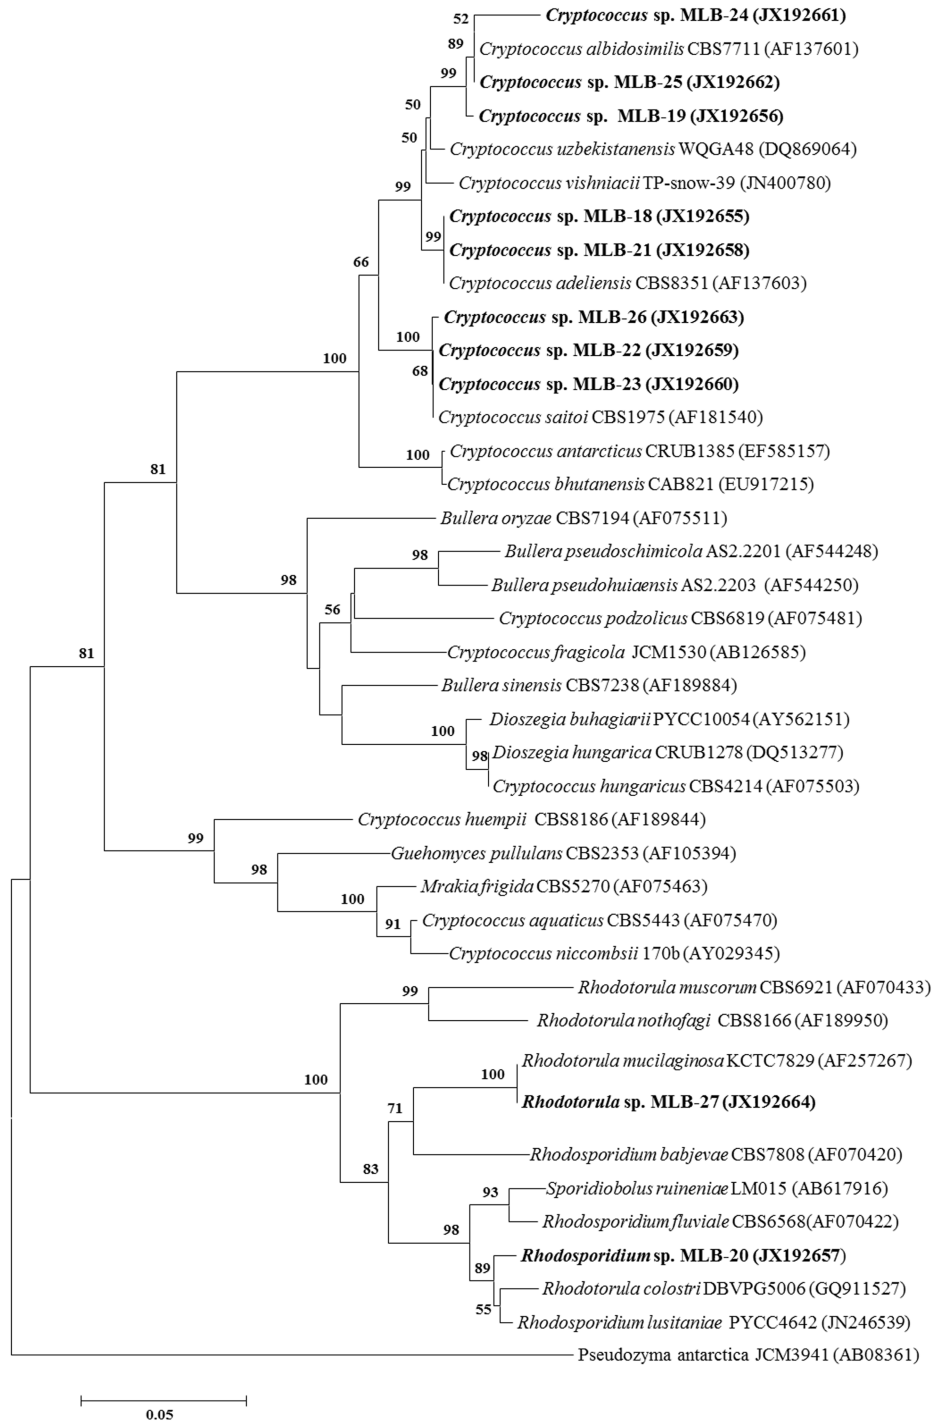 52
Cryptococcus sp. MLB-24 (JX192661)
89
Cryptococcus albidosimilis CBS7711 (AF137601)
99
Cryptococcus sp. MLB-25 (JX192662)
50
Cryptococcus sp. MLB-19 (JX192656)
50
Cryptococcus uzbekistanensis WQGA48 (DQ869064)
99
Cryptococcus vishniacii TP-snow-39 (JN400780)
Cryptococcus sp. MLB-18 (JX192655)
99
Cryptococcus sp. MLB-21 (JX192658)
66
Cryptococcus adeliensis CBS8351 (AF137603)
Cryptococcus sp. MLB-26 (JX192663)
100
100
Cryptococcus sp. MLB-22 (JX192659)
68
Cryptococcus sp. MLB-23 (JX192660)
Cryptococcus saitoi CBS1975 (AF181540)
100
Cryptococcus antarcticus CRUB1385 (EF585157)
81
Cryptococcus bhutanensis CAB821 (EU917215)
Bullera oryzae CBS7194 (AF075511)
98
Bullera pseudoschimicola AS2.2201 (AF544248)
98
Bullera pseudohuiaensis AS2.2203 (AF544250)
56
Cryptococcus podzolicus CBS6819 (AF075481)
81
Cryptococcus fragicola JCM1530 (AB126585)
Bullera sinensis CBS7238 (AF189884)
Dioszegia buhagiarii PYCC10054 (AY562151)
100
98
Dioszegia hungarica CRUB1278 (DQ513277)
Cryptococcus hungaricus CBS4214 (AF075503)
Cryptococcus huempii CBS8186 (AF189844)
99
Guehomyces pullulans CBS2353 (AF105394)
98
Mrakia frigida CBS5270 (AF075463)
100
91
Cryptococcus aquaticus CBS5443 (AF075470)
Cryptococcus niccombsii 170b (AY029345)
99
Rhodotorula muscorum CBS6921 (AF070433)
Rhodotorula nothofagi CBS8166 (AF189950)
Rhodotorula mucilaginosa KCTC7829 (AF257267)
100
100
Rhodotorula sp. MLB-27 (JX192664)
71
Rhodosporidium babjevae CBS7808 (AF070420)
83
93
Sporidiobolus ruineniae LM015 (AB617916)
98
Rhodosporidium fluviale CBS6568(AF070422)
Rhodosporidium sp. MLB-20 (JX192657)
89
Rhodotorula colostri DBVPG5006 (GQ911527)
55
Rhodosporidium lusitaniae PYCC4642 (JN246539)
Pseudozyma antarctica JCM3941 (AB08361)
0.05